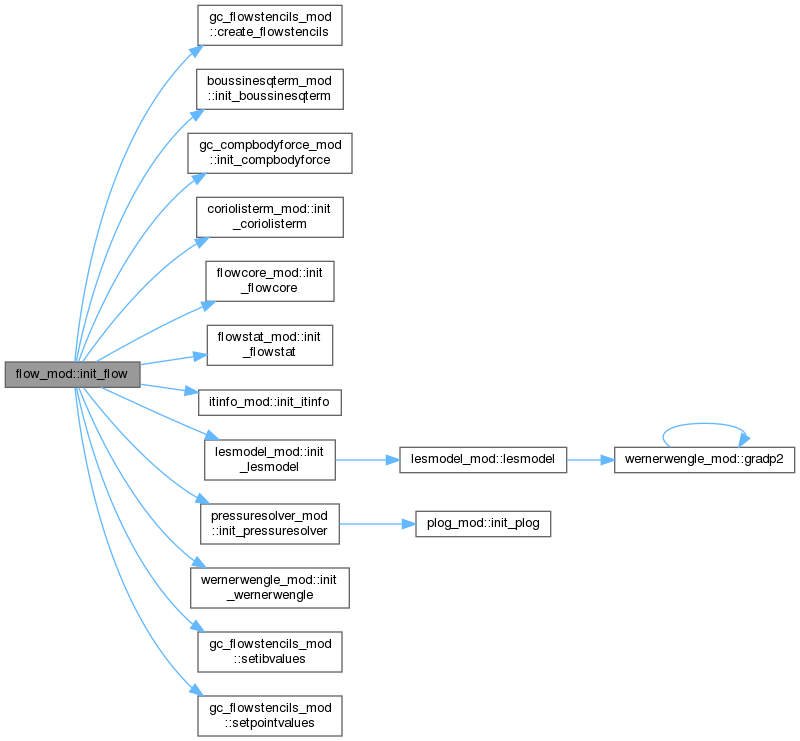 gc_flowstencils_mod
::create_flowstencils
boussinesqterm_mod
::init_boussinesqterm
gc_compbodyforce_mod
::init_compbodyforce
coriolisterm_mod::init
_coriolisterm
flowcore_mod::init
_flowcore
flowstat_mod::init
_flowstat
flow_mod::init_flow
itinfo_mod::init_itinfo
lesmodel_mod::init
_lesmodel
lesmodel_mod::lesmodel
wernerwengle_mod::gradp2
pressuresolver_mod
::init_pressuresolver
plog_mod::init_plog
wernerwengle_mod::init
_wernerwengle
gc_flowstencils_mod
::setibvalues
gc_flowstencils_mod
::setpointvalues